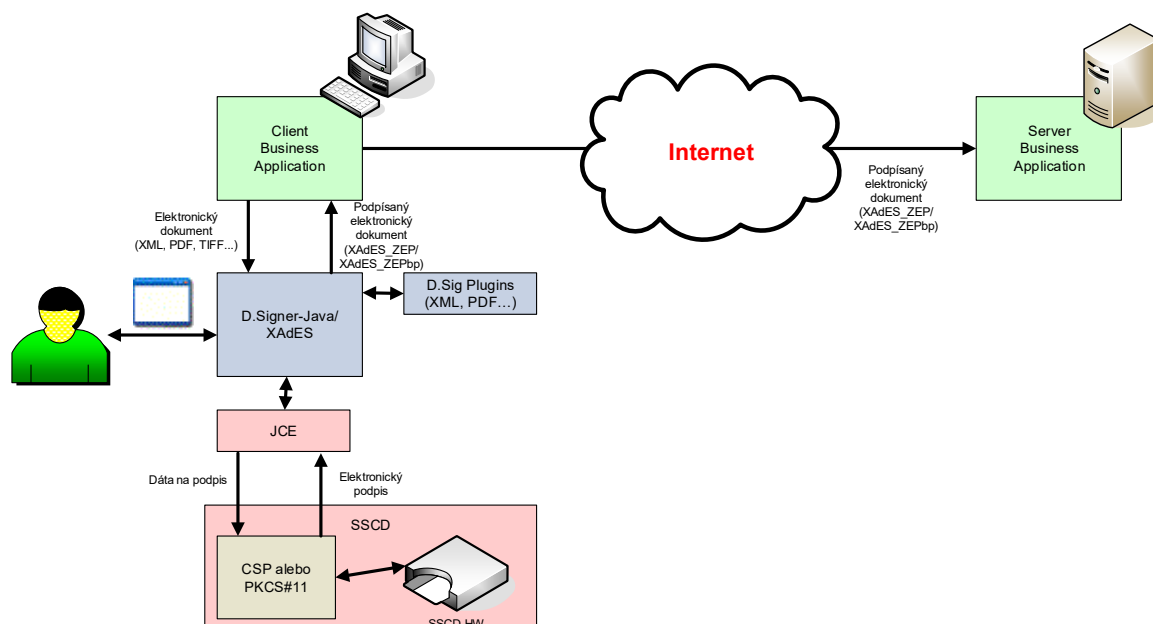 Client
Business
Application
Internet
Server
Business
Application
Podpísaný
elektronický
dokument
(XAdES_ZEP/
XAdES_ZEPbp)
Elektronický
dokument
(XML, PDF, TIFF...)
Podpísaný
elektronický
dokument
(XAdES_ZEP/
XAdES_ZEPbp)
D.Signer-Java/
XAdES
D.Sig Plugins
(XML, PDF…)
JCE
Dáta na podpis
Elektronický
podpis
SSCD
CSP alebo
PKCS#11
SSCD HW